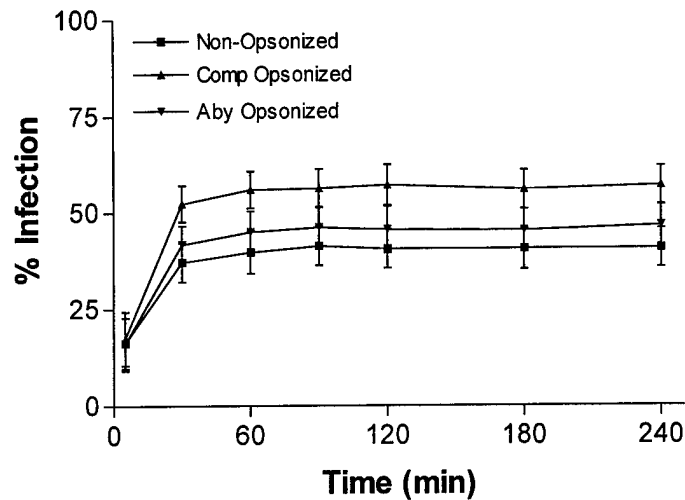 100
75
50
25
0
% Infection
Non-Opsonized
Comp Opsonized
Aby Opsonized
0 60 120 180 240
Time (min)